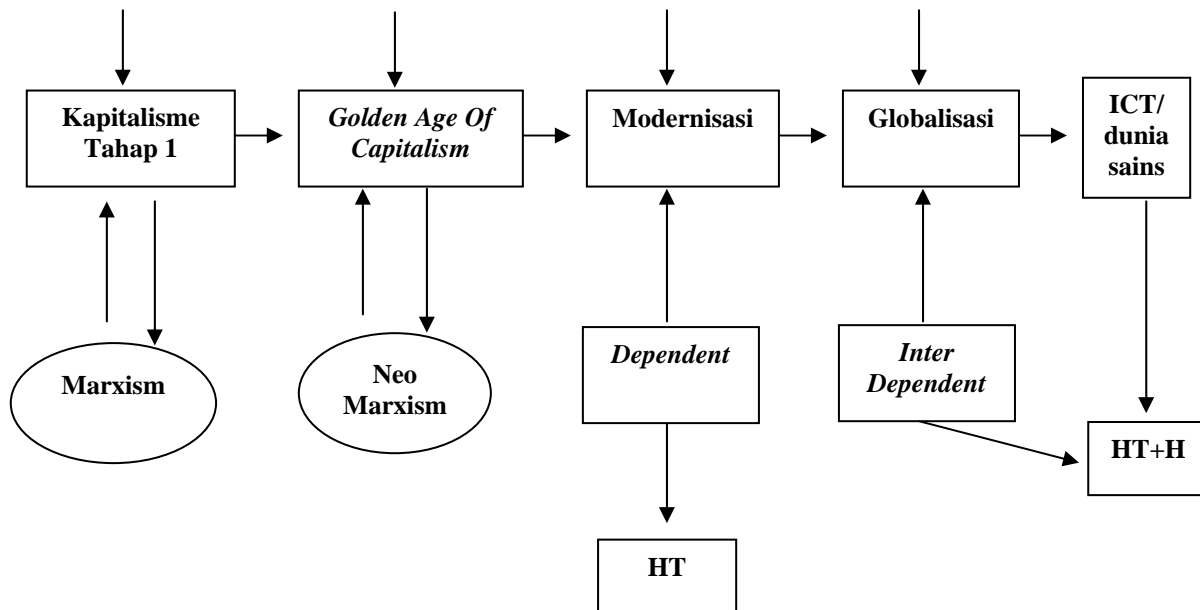 Kapitalisme
Tahap 1
Golden Age Of
Capitalism
Modernisasi
Globalisasi
ICT/
dunia
sains
Marxism
Neo
Marxism
Dependent
Inter
Dependent
HT+H
HT